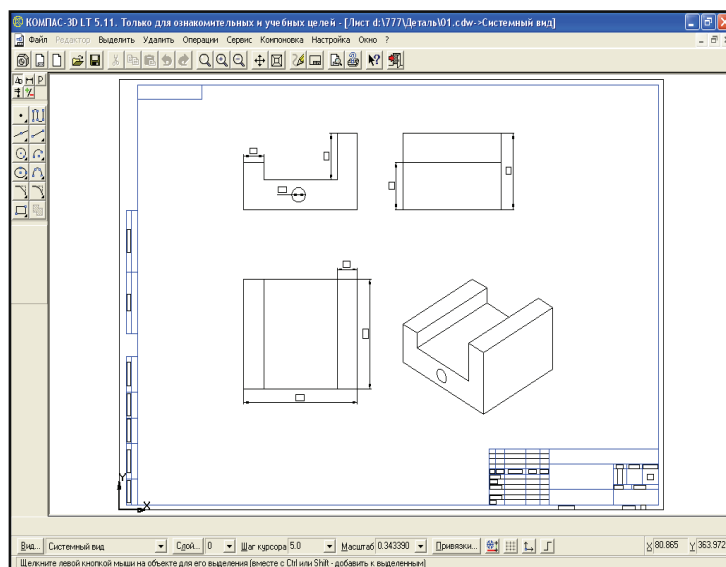 КОМПАС-3D LT 5.11. Только для ознакомительных и учебных целей - [Лист d:\777\Деталь\01.cdw->Системный вид]
Файл Редактор Выделить Удалить Операции Сервис Компоновка Настройка Окно ?
Y
X
Вид... Системный вид Слой... 0 Шаг курсора 5.0 Масштаб 0.343390 Привязки... X 80.865 Y 363.972
Щелкните левой кнопкой мыши на объекте для его выделения (вместе с Ctrl или Shift - добавить к выделенным)